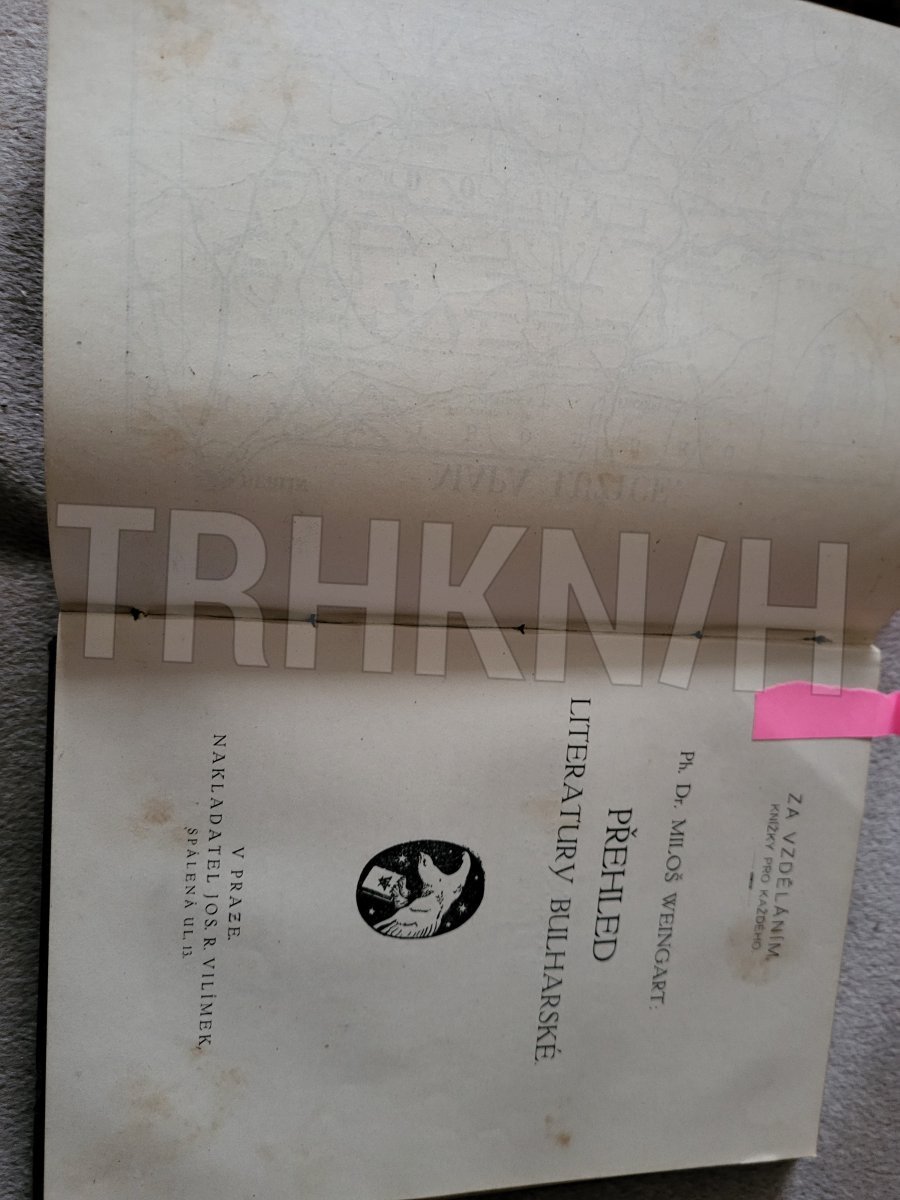 TRHKN/H
ZA VZDĚLÁNÍM.
KNÍŽKY PRO KAŽDÉHO.
Ph. Dr. MILOŠ WEINGART:
PŘEHLED
LITERATURY BULHARSKÉ.
V PRAZE.
NAKLADATEL JOS. R. VILÍMEK,
SPÁLENÁ UL. 13.